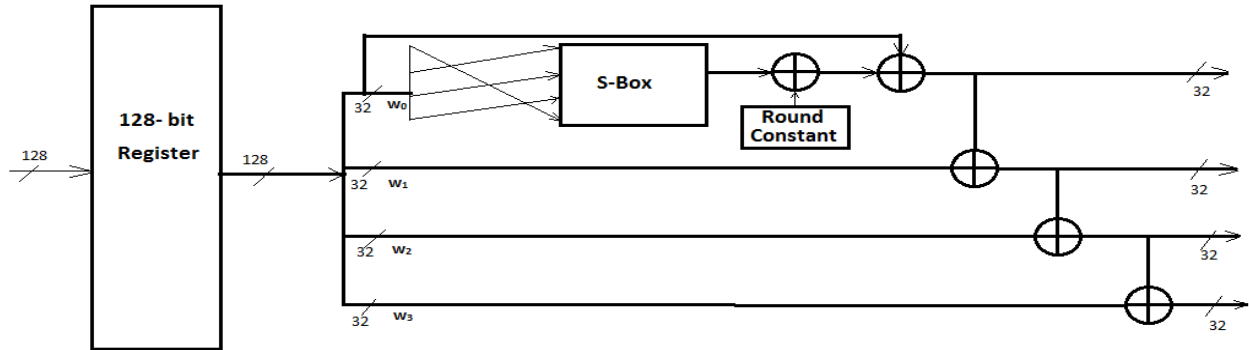 128
128- bit
Register
128
32
w₀
S-Box
Round
Constant
32
32
w₁
32
32
w₂
32
32
w₃
32